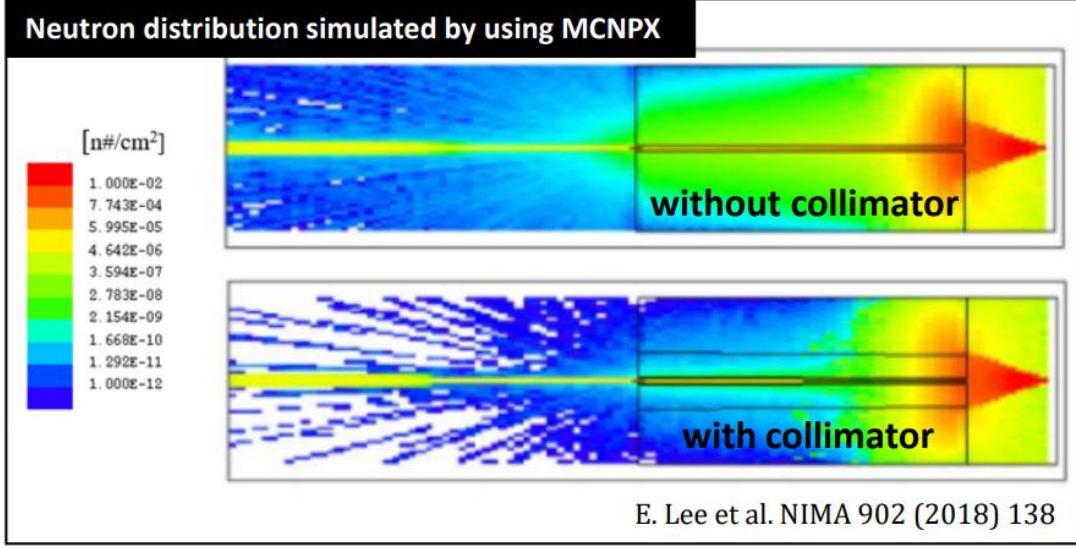 Neutron distribution simulated by using MCNPX
[n#/cm²]
1.000E-02
7.743E-04
5.995E-05
4.642E-06
3.594E-07
2.783E-08
2.154E-09
1.668E-10
1.292E-11
1.000E-12
without collimator
with collimator
E. Lee et al. NIMA 902 (2018) 138